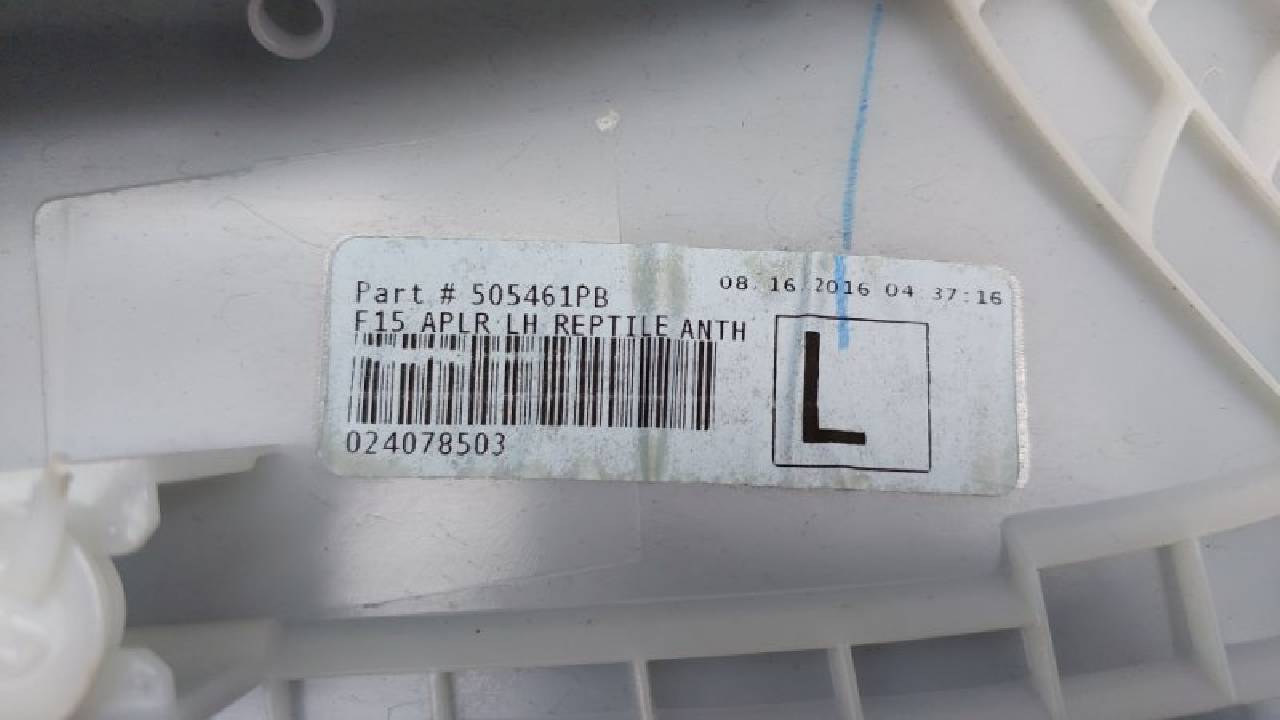 Part # 505461PB
08.16.2016 04 37:16
F15 APLR LH REPTILE ANTH
L
024078503